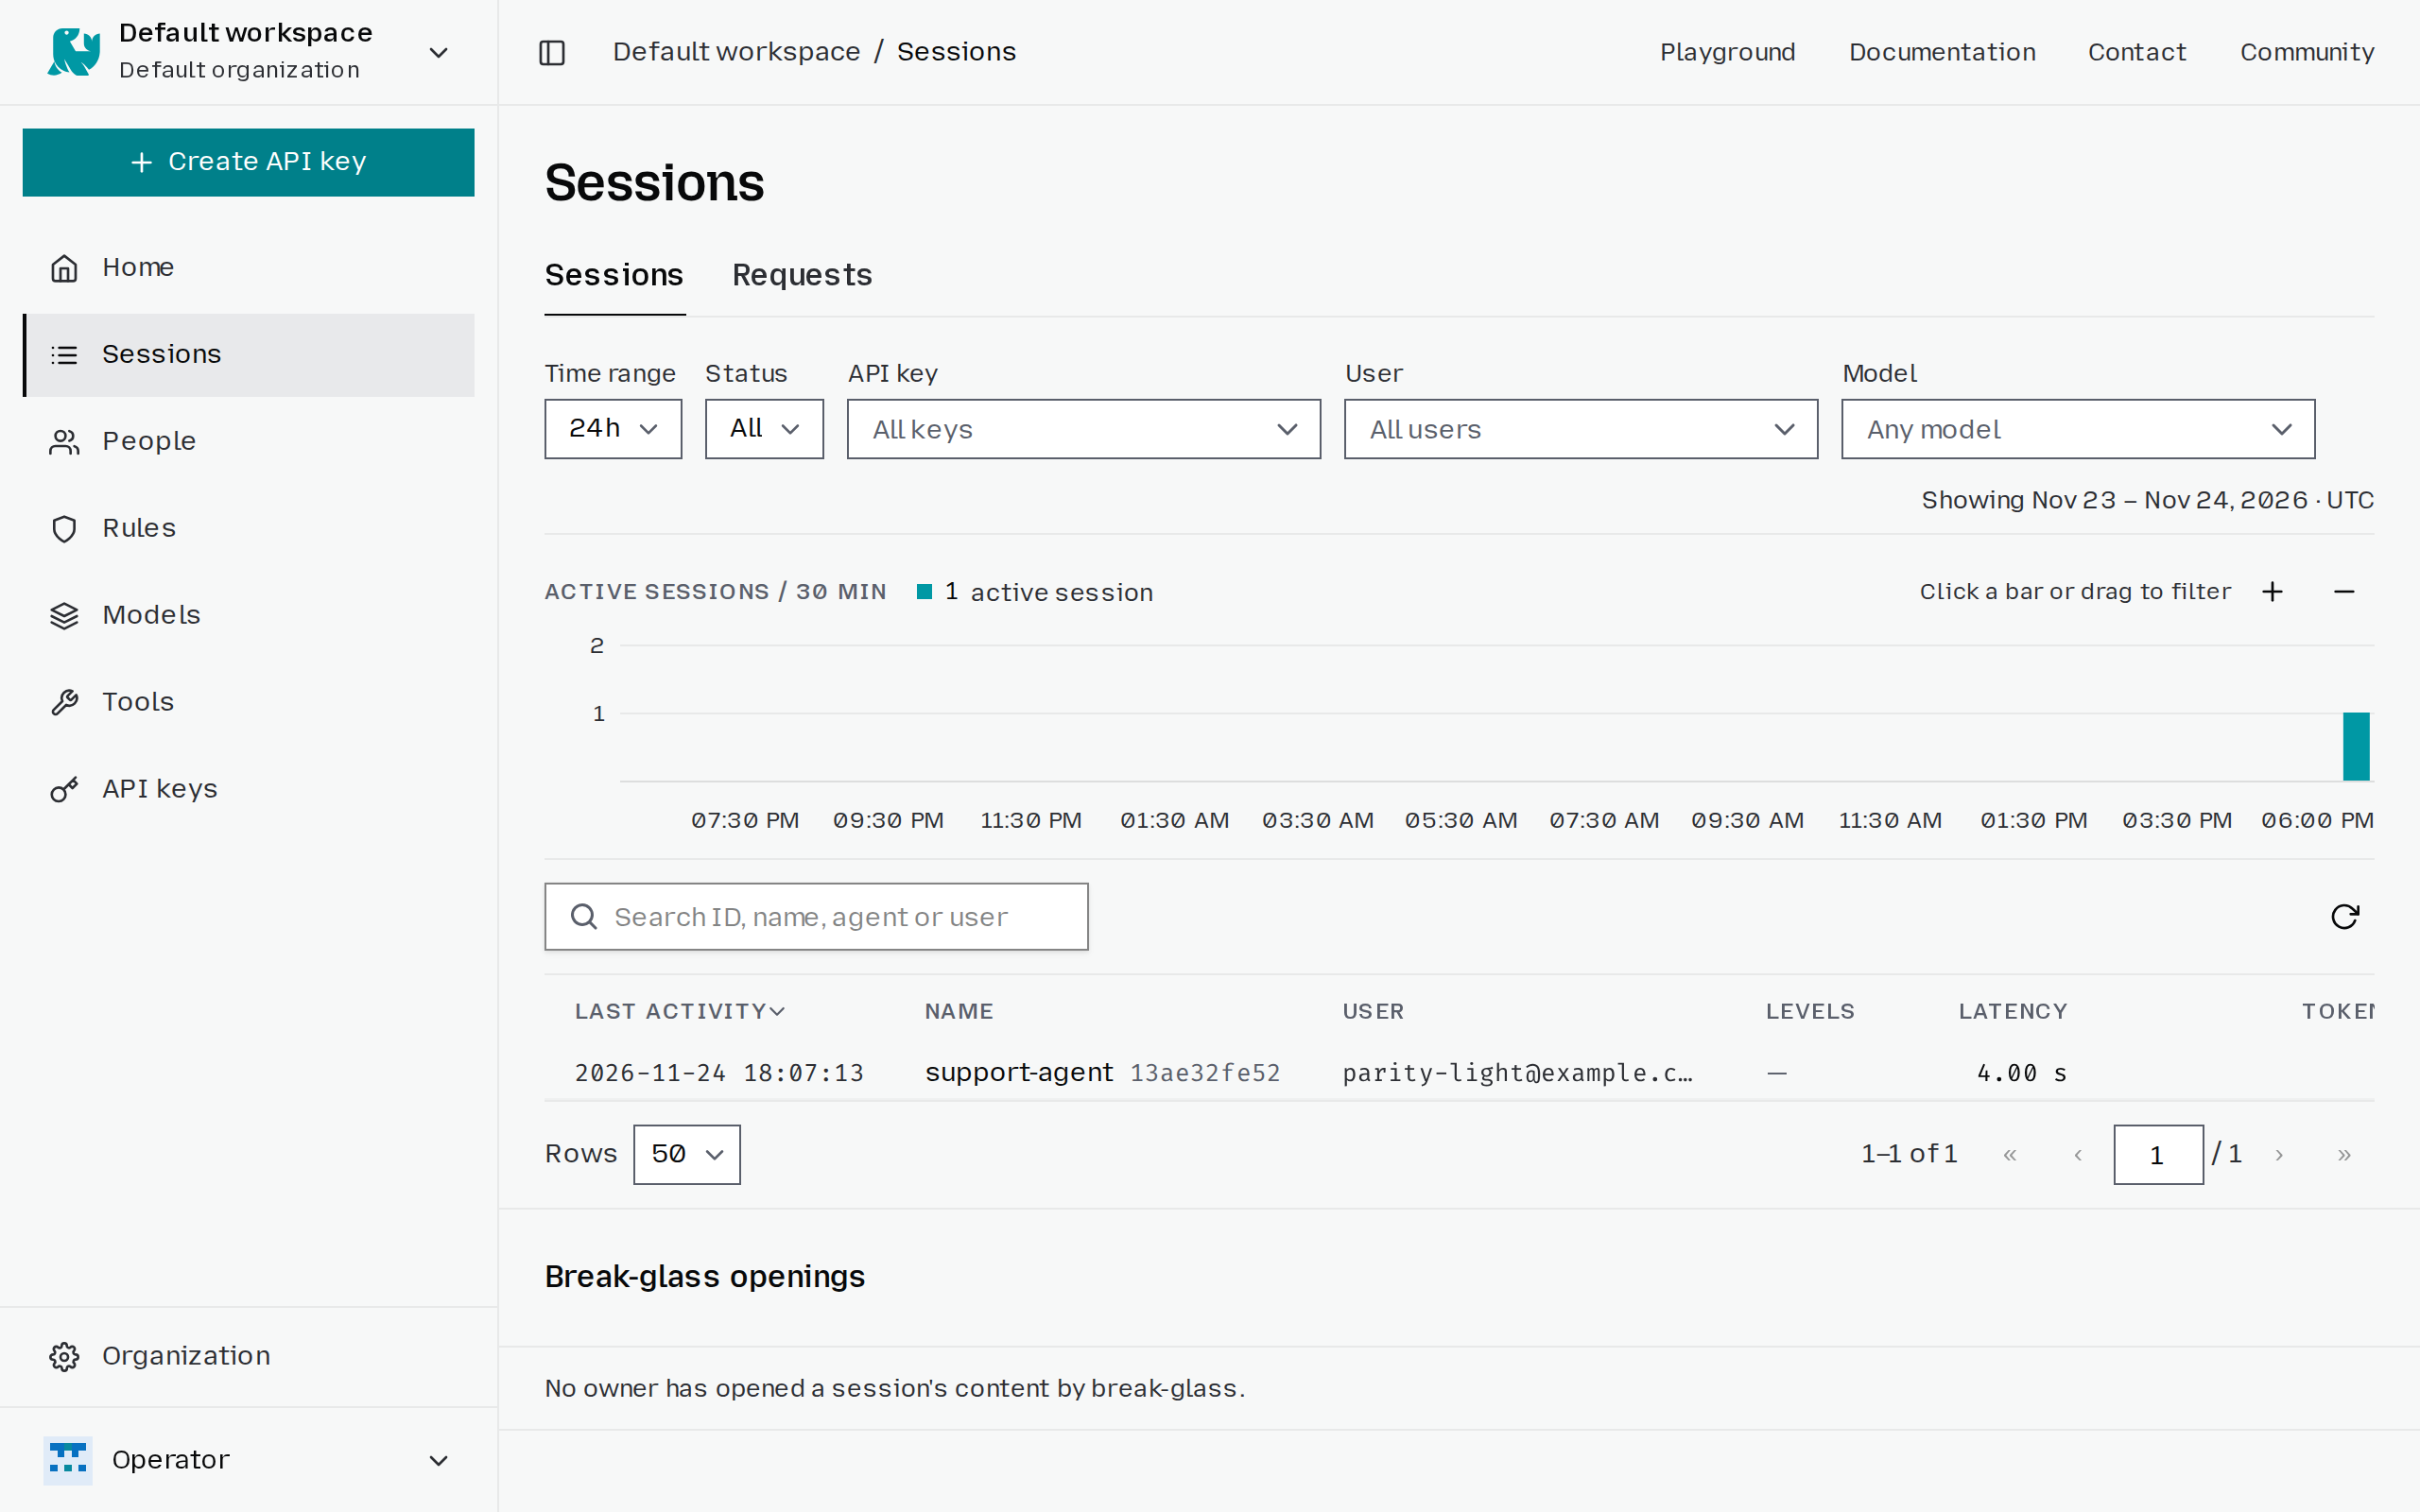 Default workspace
Default organization
Default workspace / Sessions
Playground
Documentation
Contact
Community
Create API key
Home
Sessions
People
Rules
Models
Tools
API keys
Organization
Operator
Sessions
Sessions
Requests
Time range
Status
API key
User
Model
24h
All
All keys
All users
Any model
Showing Nov 23 – Nov 24, 2026 · UTC
ACTIVE SESSIONS / 30 MIN
1 active session
Click a bar or drag to filter
2
1
07:30 PM
09:30 PM
11:30 PM
01:30 AM
03:30 AM
05:30 AM
07:30 AM
09:30 AM
11:30 AM
01:30 PM
03:30 PM
06:00 PM
Search ID, name, agent or user
LAST ACTIVITY
NAME
USER
LEVELS
LATENCY
TOKEN
2026-11-24 18:07:13
support-agent 13ae32fe52
parity-light@example.c…
—
4.00 s
Rows
50
1–1 of 1
« ‹ 1 / 1 › »
Break-glass openings
No owner has opened a session's content by break-glass.